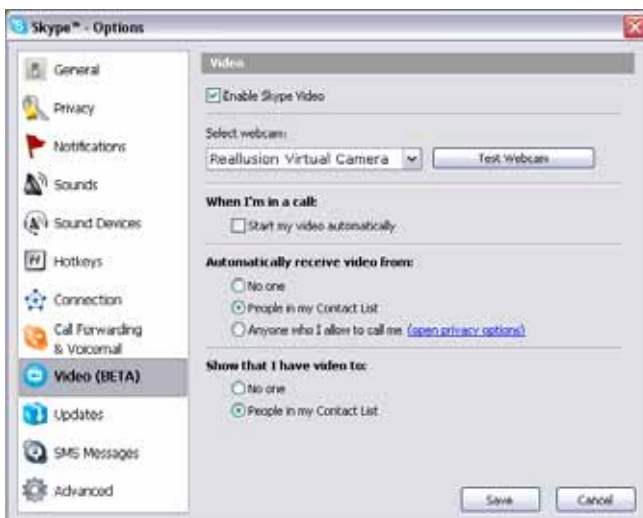 Skype™ - Options
General
Privacy
Notifications
Sounds
Sound Devices
Hotkeys
Connection
Call Forwarding
& Voicemail
Video (BETA)
Updates
SMS Messages
Advanced
Video
Enable Skype Video
Select webcam:
Reallusion Virtual Camera
Test Webcam
When I'm in a call:
Start my video automatically
Automatically receive video from:
No one
People in my Contact List
Anyone who I allow to call me (open privacy options)
Show that I have video to:
No one
People in my Contact List
Save
Cancel